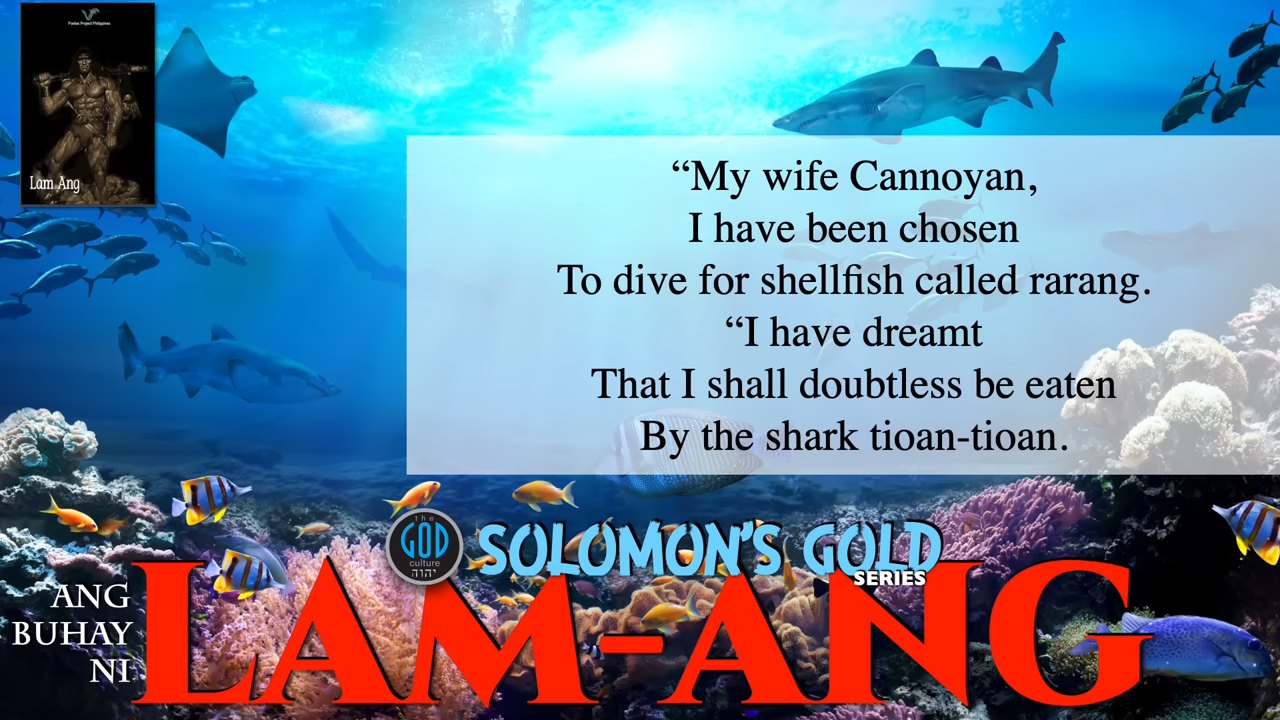 Lam Ang
“My wife Cannoyan,
I have been chosen
To dive for shellfish called rarang.
“I have dreamt
That I shall doubtless be eaten
By the shark tioan-tioan.
the
GOD
culture
יהוה
SOLOMON'S GOLD
SERIES
ANG
BUHAY
NI
LAM-ANG